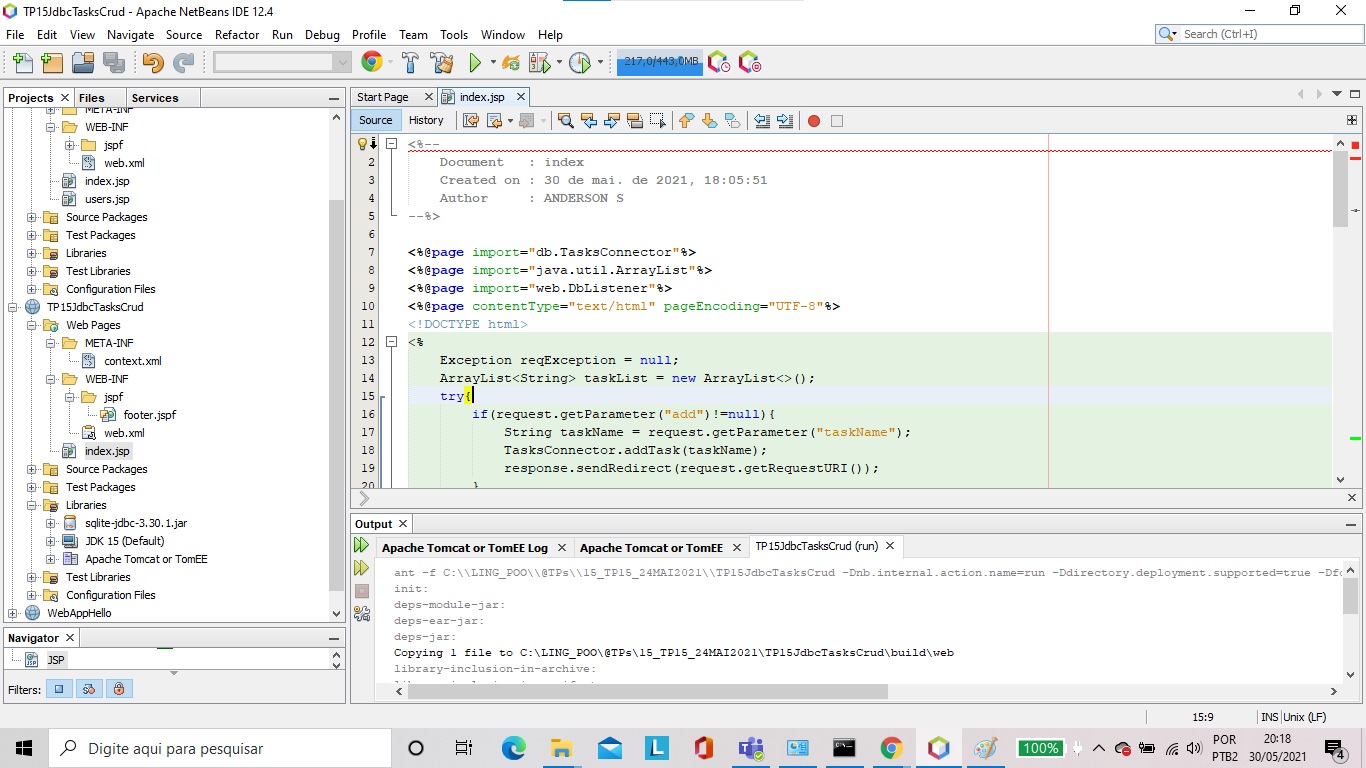 TP15JdbcTasksCrud - Apache NetBeans IDE 12.4
File Edit View Navigate Source Refactor Run Debug Profile Team Tools Window Help
Search (Ctrl+I)
217,0/443,0MB
Projects Files Services
META-INF
WEB-INF
jspf
web.xml
index.jsp
users.jsp
Source Packages
Test Packages
Libraries
Test Libraries
Configuration Files
TP15JdbcTasksCrud
Web Pages
META-INF
context.xml
WEB-INF
jspf
footer.jspf
web.xml
index.jsp
Source Packages
Test Packages
Libraries
sqlite-jdbc-3.30.1.jar
JDK 15 (Default)
Apache Tomcat or TomEE
Test Libraries
Configuration Files
WebAppHello
Navigator
JSP
Filters:
Start Page index.jsp
Source History
<%--
2 Document : index
3 Created on : 30 de mai. de 2021, 18:05:51
4 Author : ANDERSON S
5 --%>
6
7 <%@page import="db.TasksConnector"%>
8 <%@page import="java.util.ArrayList"%>
9 <%@page import="web.DbListener"%>
10 <%@page contentType="text/html" pageEncoding="UTF-8"%>
11 <!DOCTYPE html>
12 <%
13 Exception reqException = null;
14 ArrayList<String> taskList = new ArrayList<>();
15 try{
16 if(request.getParameter("add")!=null){
17 String taskName = request.getParameter("taskName");
18 TasksConnector.addTask(taskName);
19 response.sendRedirect(request.getRequestURI());
20 }
Output
Apache Tomcat or TomEE Log Apache Tomcat or TomEE TP15JdbcTasksCrud (run)
ant -f C:\\LING_POO\\@TPs\\15_TP15_24MAI2021\\TP15JdbcTasksCrud -Dnb.internal.action.name=run -Ddirectory.deployment.supported=true
init:
deps-module-jar:
deps-ear-jar:
deps-jar:
Copying 1 file to C:\LING_POO\@TPs\15_TP15_24MAI2021\TP15JdbcTasksCrud\build\web
library-inclusion-in-archive:
15:9 INS Unix (LF)
Digite aqui para pesquisar
100%
POR
PTB2
20:18
30/05/2021
4